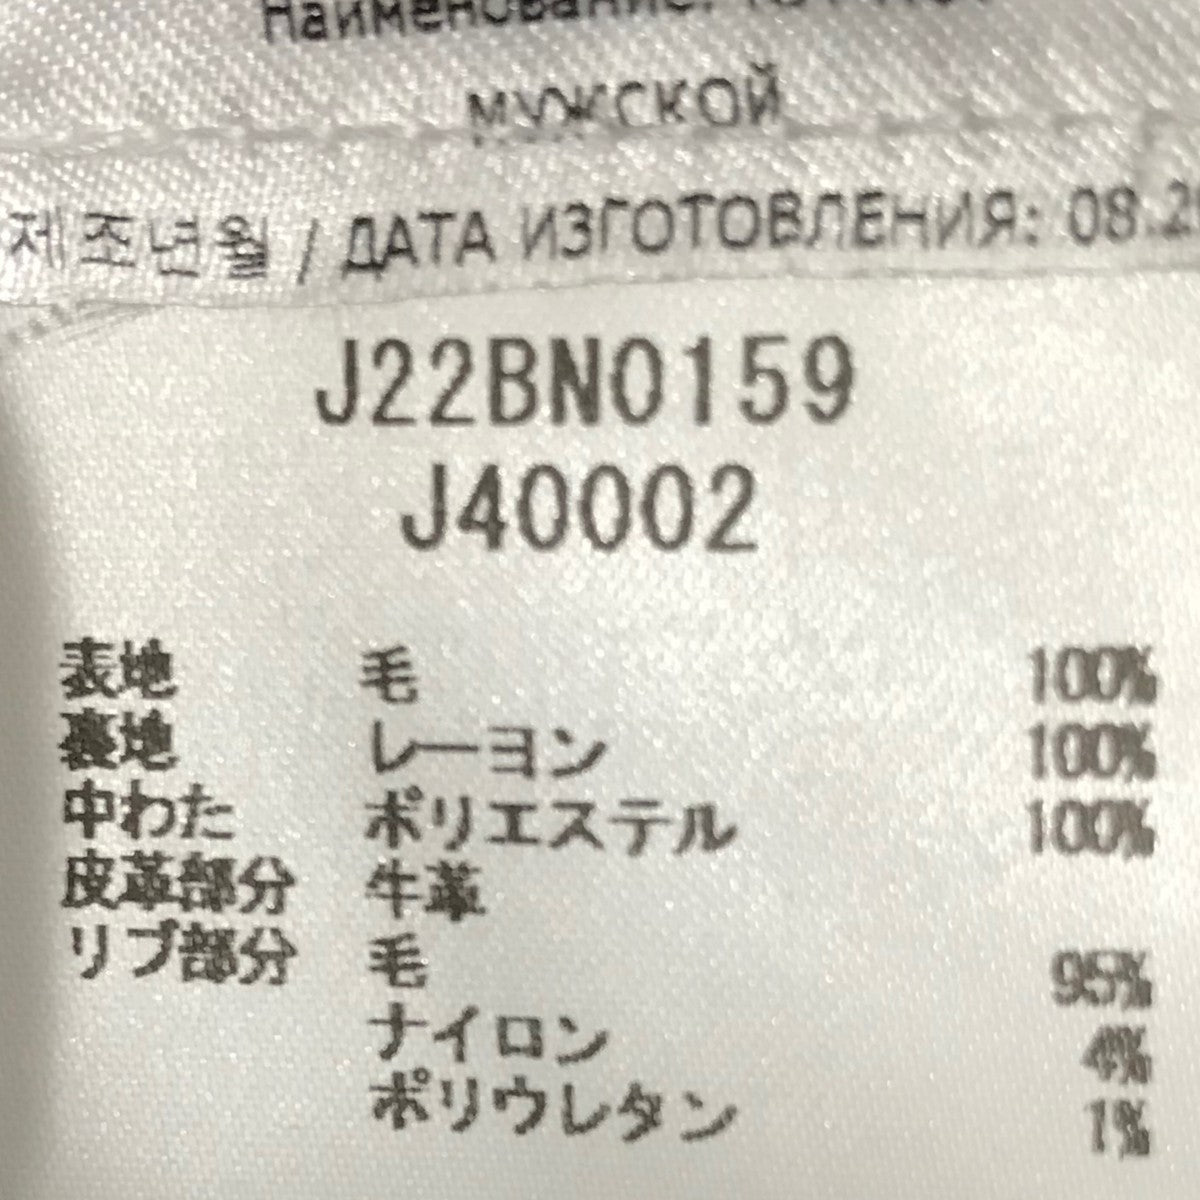 Наименование:
МУЖСКОЙ
제조년월 / ДАТА ИЗГОТОВЛЕНИЯ: 08.2
J22BN0159
J40002
表地 毛 100%
裏地 レーヨン 100%
中わた ポリエステル 100%
皮革部分 牛革
リブ部分 毛 95%
ナイロン 4%
ポリウレタン 1%